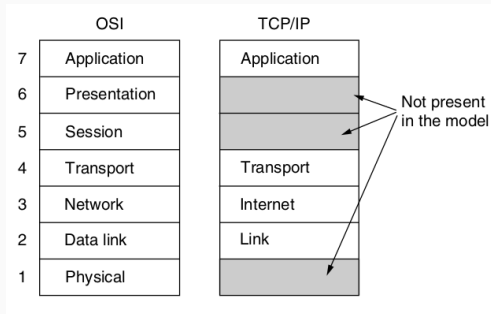 OSI TCP/IP
7 Application Application
6 Presentation
5 Session
Not present
in the model
4 Transport Transport
3 Network Internet
2 Data link Link
1 Physical